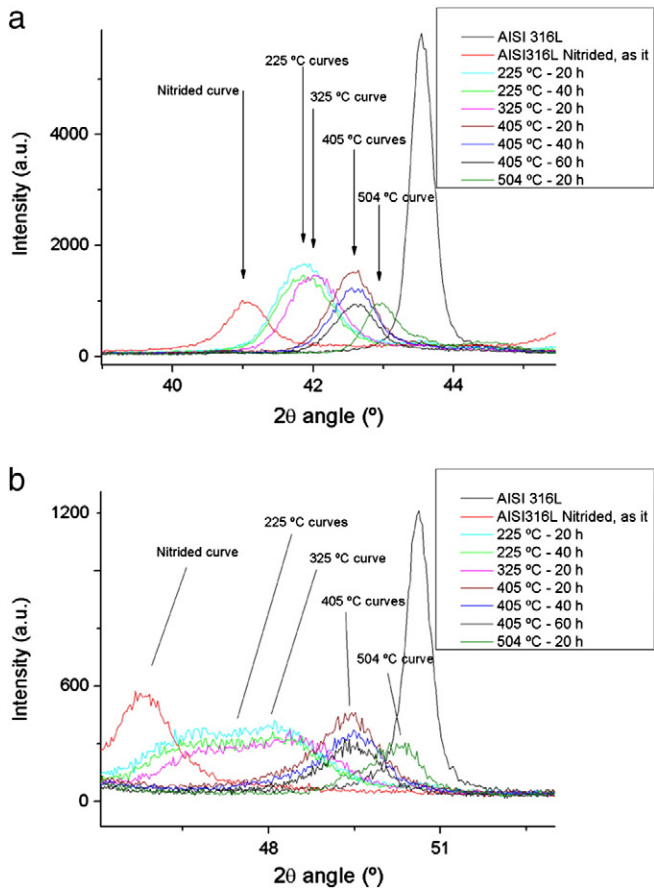 a
AISI 316L
AISI316L Nitrided, as it
225 ºC - 20 h
225 ºC - 40 h
325 ºC - 20 h
405 ºC - 20 h
405 ºC - 40 h
405 ºC - 60 h
504 ºC - 20 h
225 ºC curves
Nitrided curve
325 ºC curve
405 ºC curves
504 ºC curve
Intensity (a.u.)
4000
2000
0
40
42
44
2θ angle (º)
b
AISI 316L
AISI316L Nitrided, as it
225 ºC - 20 h
225 ºC - 40 h
325 ºC - 20 h
405 ºC - 20 h
405 ºC - 40 h
405 ºC - 60 h
504 ºC - 20 h
225 ºC curves
Nitrided curve
325 ºC curve
405 ºC curves
504 ºC curve
Intensity (a.u.)
1200
600
0
48
51
2θ angle (º)